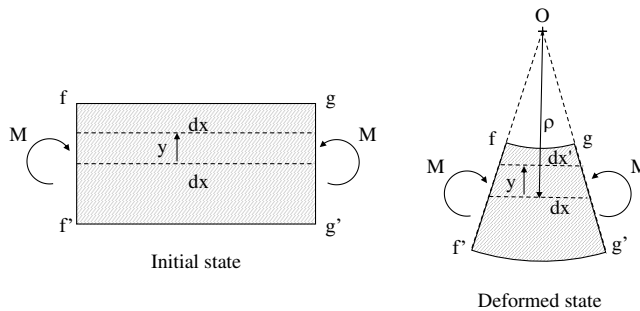 O
f
g
dx
M
y
M
dx
f’
g’
Initial state
ρ
f
g
dx'
M
y
M
dx
f’
g’
Deformed state